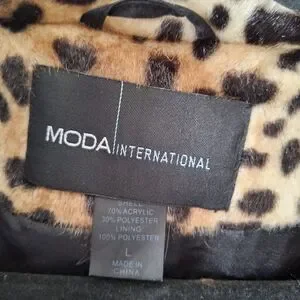 MODA INTERNATIONAL
SHELL
70% ACRYLIC
30% POLYESTER
LINING
100% POLYESTER
L
MADE IN
CHINA